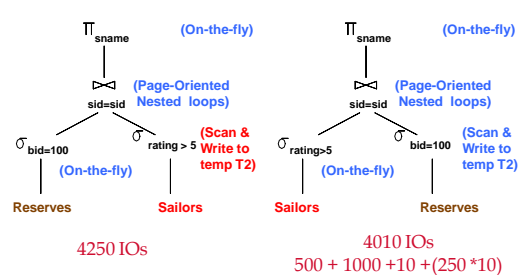 π sname (On-the-fly)
⋈ sid=sid (Page-Oriented Nested loops)
σ bid=100 (On-the-fly)
σ rating > 5 (Scan & Write to temp T2)
Reserves
Sailors
4250 IOs
π sname (On-the-fly)
⋈ sid=sid (Page-Oriented Nested loops)
σ rating>5 (On-the-fly)
σ bid=100 (Scan & Write to temp T2)
Sailors
Reserves
4010 IOs
500 + 1000 +10 +(250 *10)